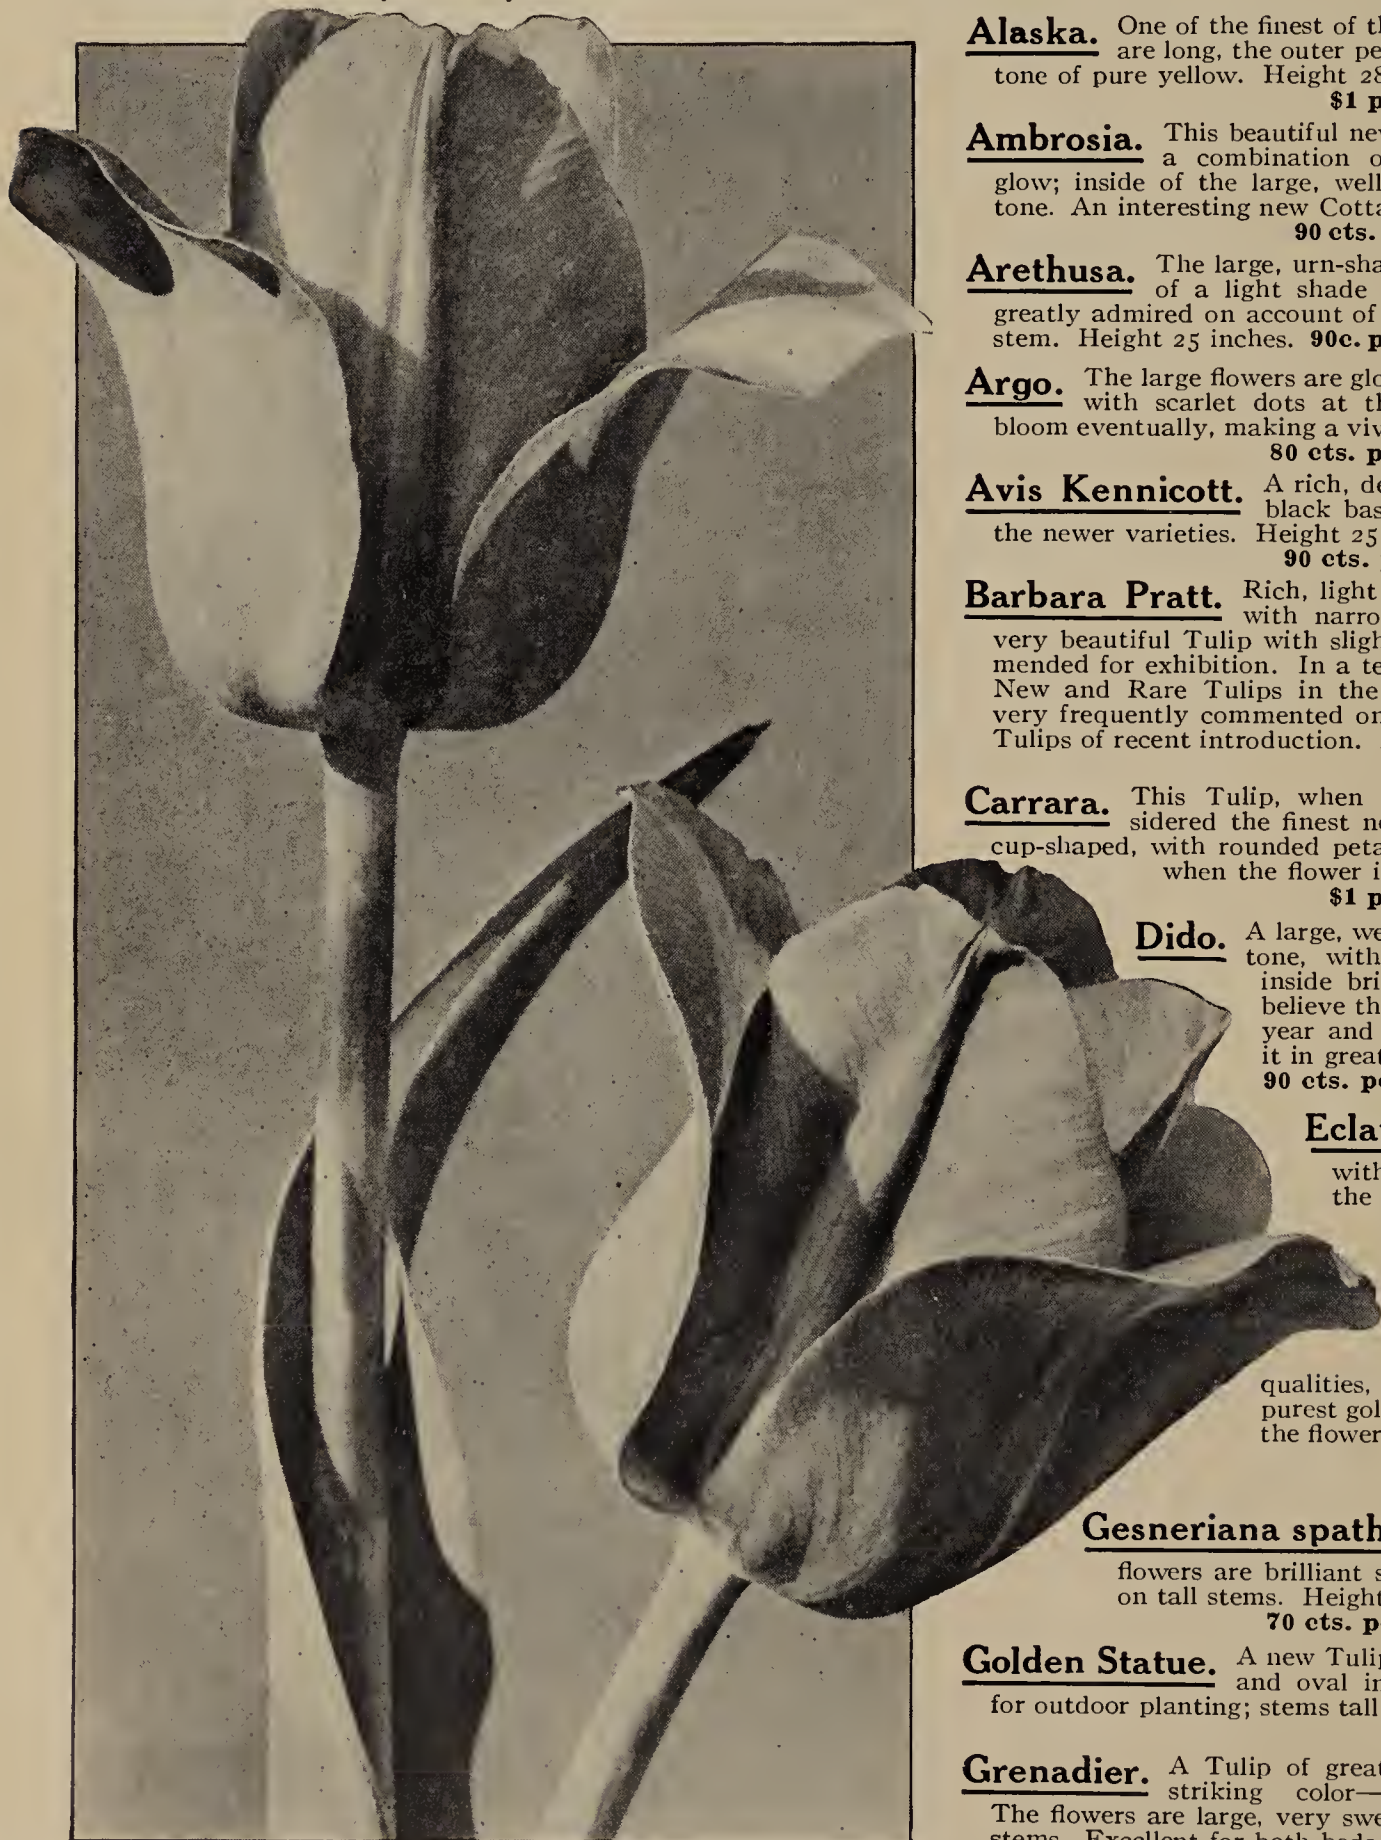 Alaska. One of the finest of th
are long, the outer pe
tone of pure yellow. Height 28
$1 p
Ambrosia. This beautiful nev
a combination o
glow; inside of the large, well
tone. An interesting new Cotta
90 cts.
Arethusa. The large, urn-sha
of a light shade
greatly admired on account of
stem. Height 25 inches. 90c. p
Argo. The large flowers are glo
with scarlet dots at th
bloom eventually, making a viv
80 cts. p
Avis Kennicott. A rich, de
black bas
the newer varieties. Height 25
90 cts.
Barbara Pratt. Rich, light
with narro
very beautiful Tulip with sligh
mended for exhibition. In a te
New and Rare Tulips in the
very frequently commented on
Tulips of recent introduction.
Carrara. This Tulip, when
sidered the finest ne
cup-shaped, with rounded peta
when the flower i
$1 p
Dido. A large, we
tone, with
inside bri
believe th
year and
it in great
90 cts. pe
Ecla
with
the
qualities,
purest gol
the flower
Gesneriana spath
flowers are brilliant s
on tall stems. Height
70 cts. p
Golden Statue. A new Tulip
and oval in
for outdoor planting; stems tall
Grenadier. A Tulip of great
striking color—
The flowers are large, very swe
stems. Excellent for both